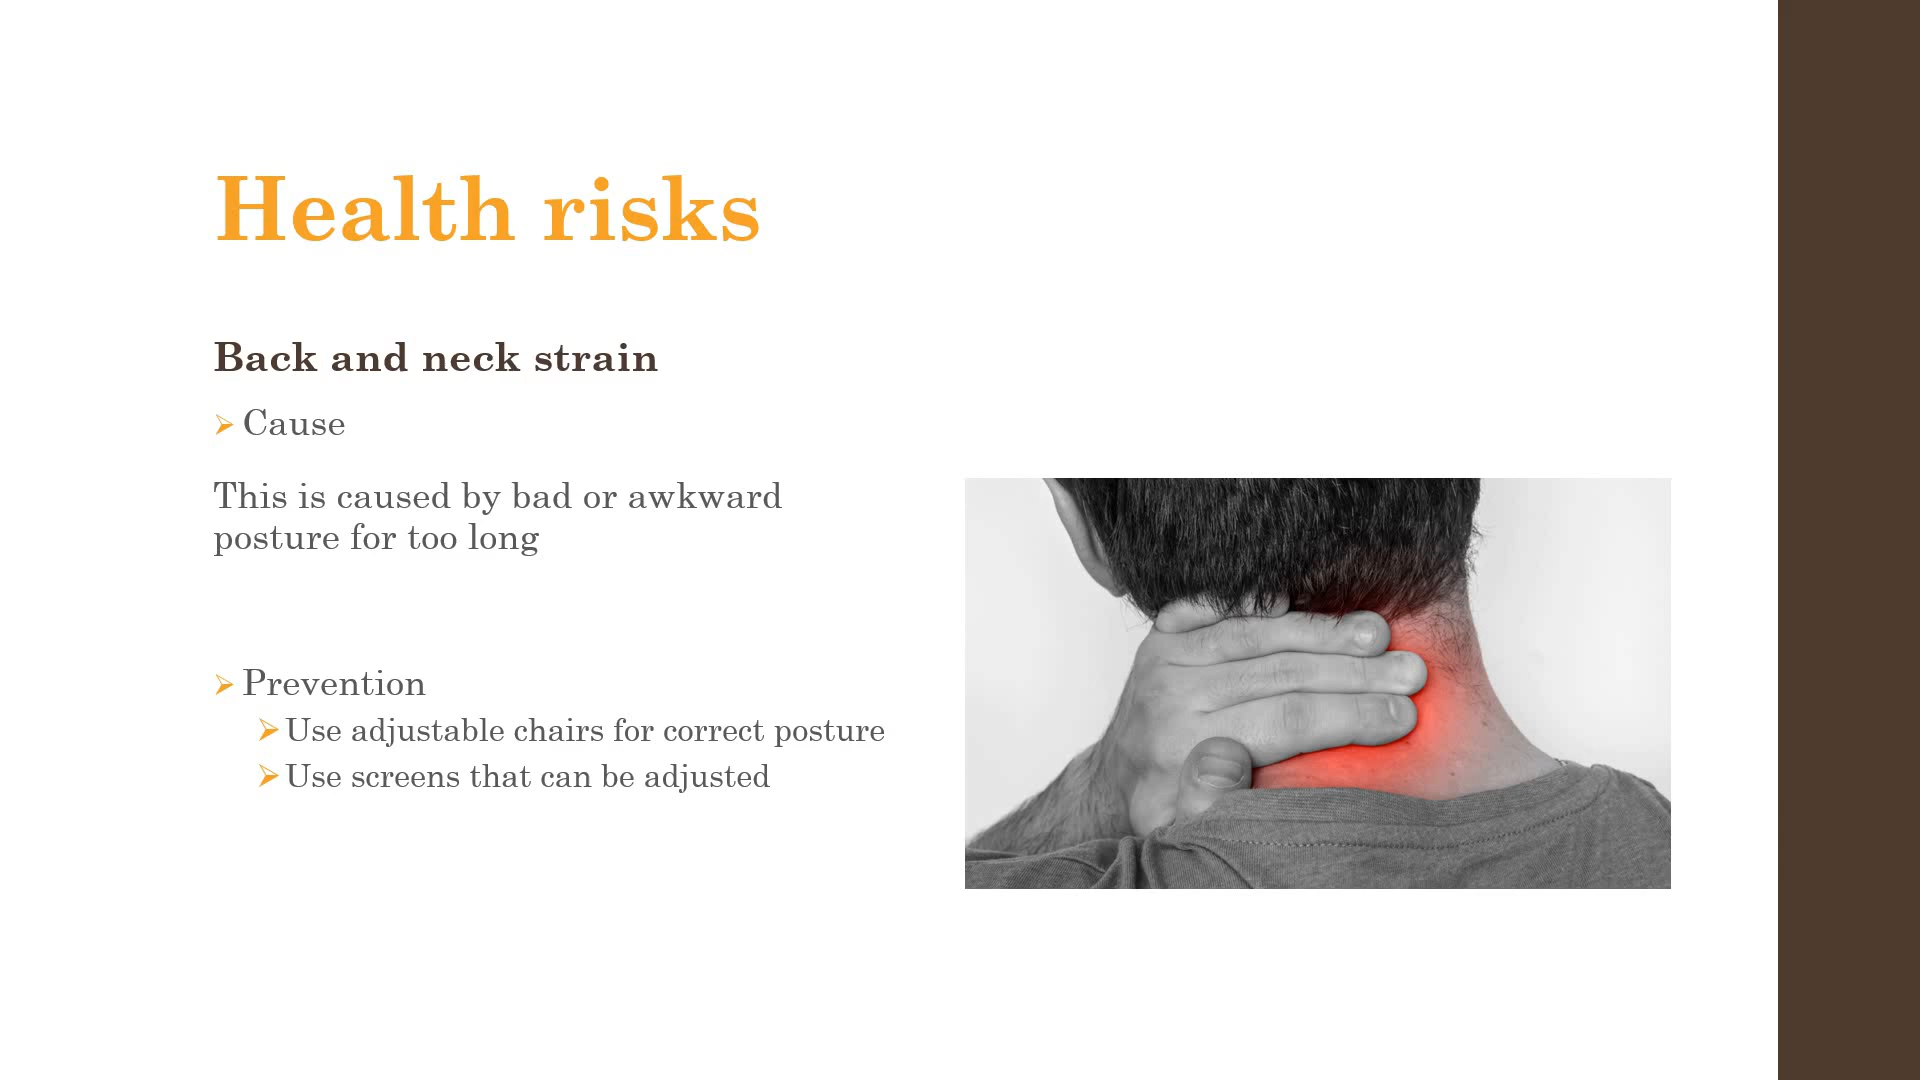 Health risks
Back and neck strain
Cause
This is caused by bad or awkward
posture for too long
Prevention
Use adjustable chairs for correct posture
Use screens that can be adjusted